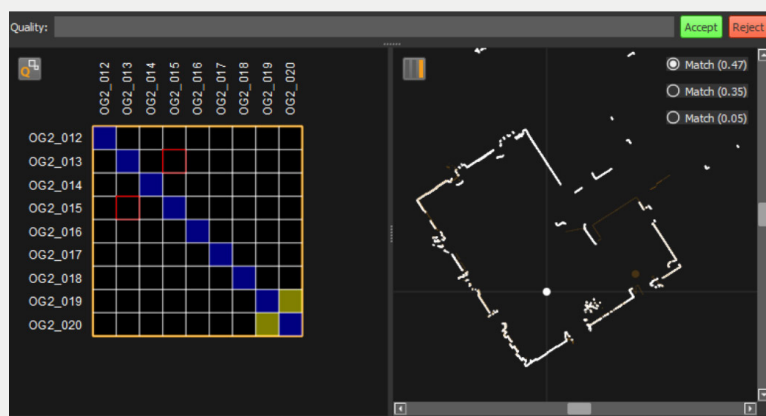 Quality:
Accept
Reject
Q
OG2_012
OG2_013
OG2_014
OG2_015
OG2_016
OG2_017
OG2_018
OG2_019
OG2_020
OG2_012
OG2_013
OG2_014
OG2_015
OG2_016
OG2_017
OG2_018
OG2_019
OG2_020
Match (0.47)
Match (0.35)
Match (0.05)